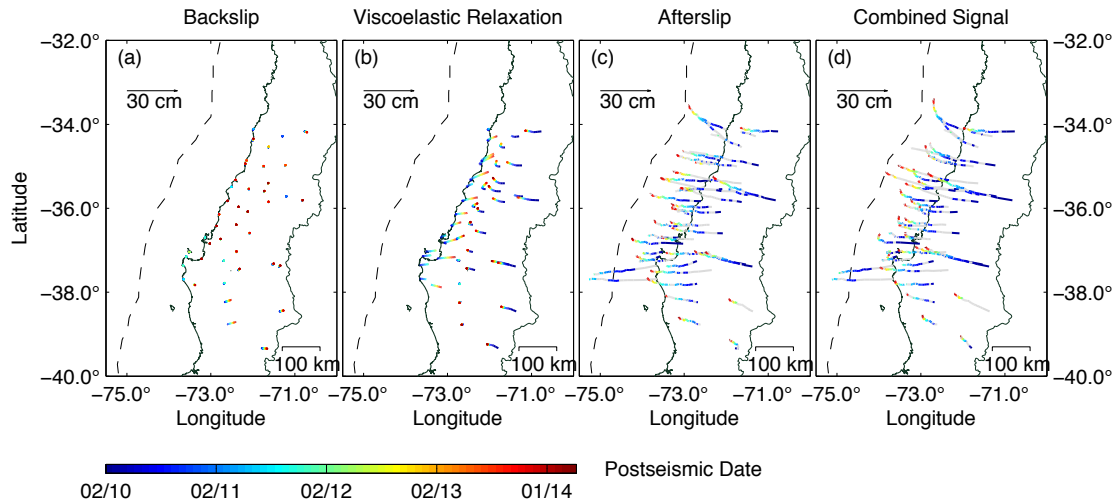 Backslip Viscoelastic Relaxation Afterslip Combined Signal
−32.0° (a) (b) (c) (d) −32.0°
30 cm 30 cm 30 cm 30 cm
−34.0° −34.0°
Latitude
−36.0° −36.0°
−38.0° −38.0°
100 km 100 km 100 km 100 km
−40.0° −40.0°
−75.0° −73.0° −71.0° −75.0° −73.0° −71.0° −75.0° −73.0° −71.0° −75.0° −73.0° −71.0°
Longitude Longitude Longitude Longitude
Postseismic Date
02/10 02/11 02/12 02/13 01/14